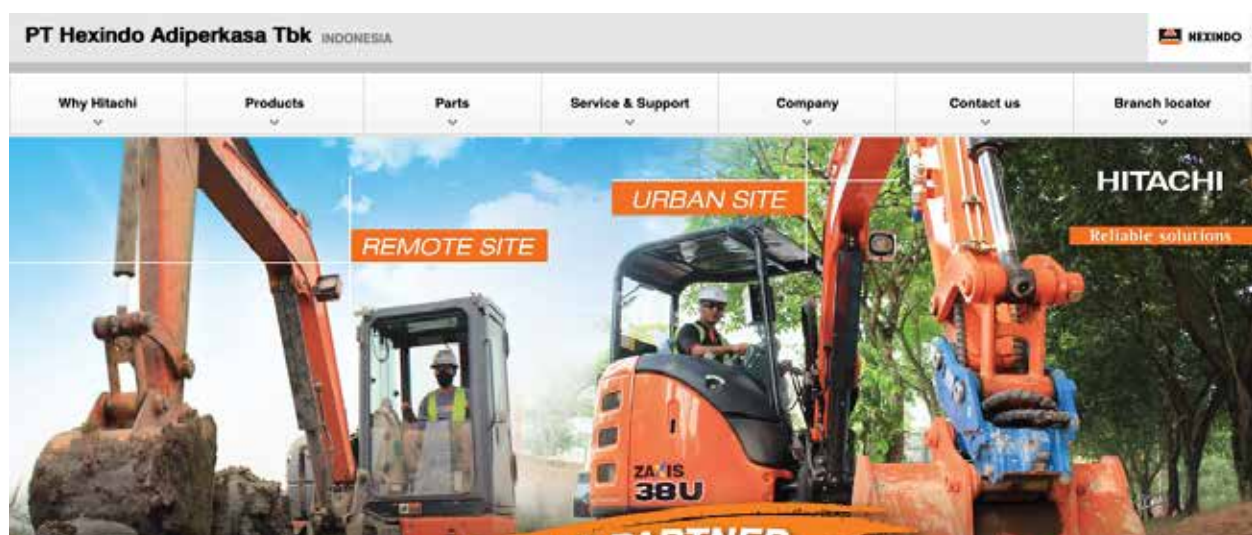 PT Hexindo Adiperkasa Tbk INDONESIA
HEXINDO
Why Hitachi
Products
Parts
Service & Support
Company
Contact us
Branch locator
HITACHI
URBAN SITE
Reliable solutions
REMOTE SITE
ZAXIS
38U
PARTNER